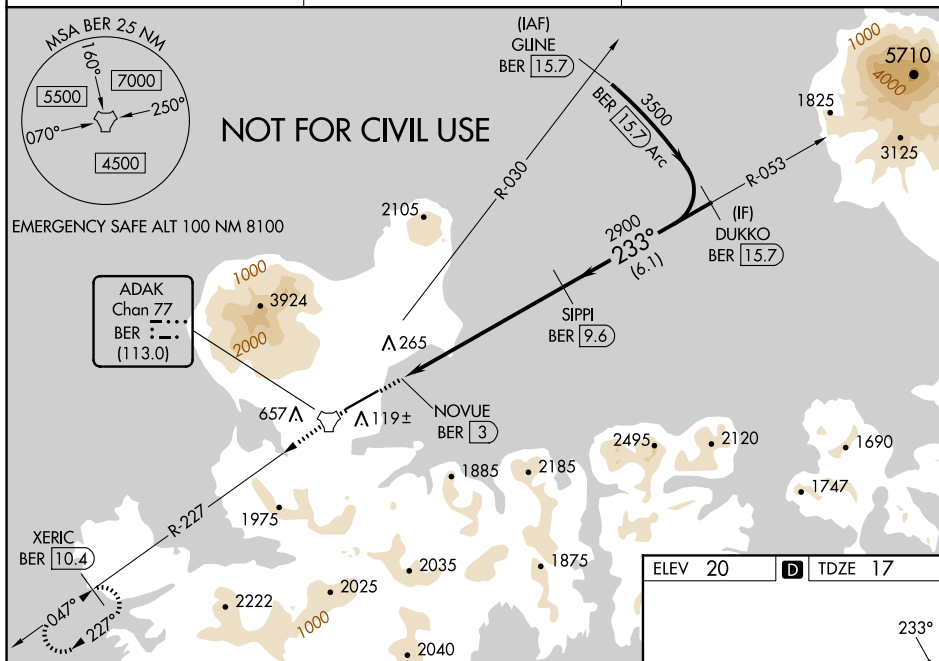 MSA BER 25 NM
160°
5500
7000
250°
070°
4500
EMERGENCY SAFE ALT 100 NM 8100
NOT FOR CIVIL USE
(IAF)
GLINE
BER 15.7
3500
BER 15.7 Arc
R-030
1000
5710
4000
1825
3125
R-053
(IF)
DUKKO
BER 15.7
2900
233°
(6.1)
SIPPI
BER 9.6
2105
1000
3924
2000
ADAK
Chan 77
BER
(113.0)
265
657
119±
NOVUE
BER 3
2495
2120
1690
1747
1885
2185
1975
R-227
XERIC
BER 10.4
047°
227°
2035
1875
2025
2222
1000
2040
ELEV 20
D
TDZE 17
233°